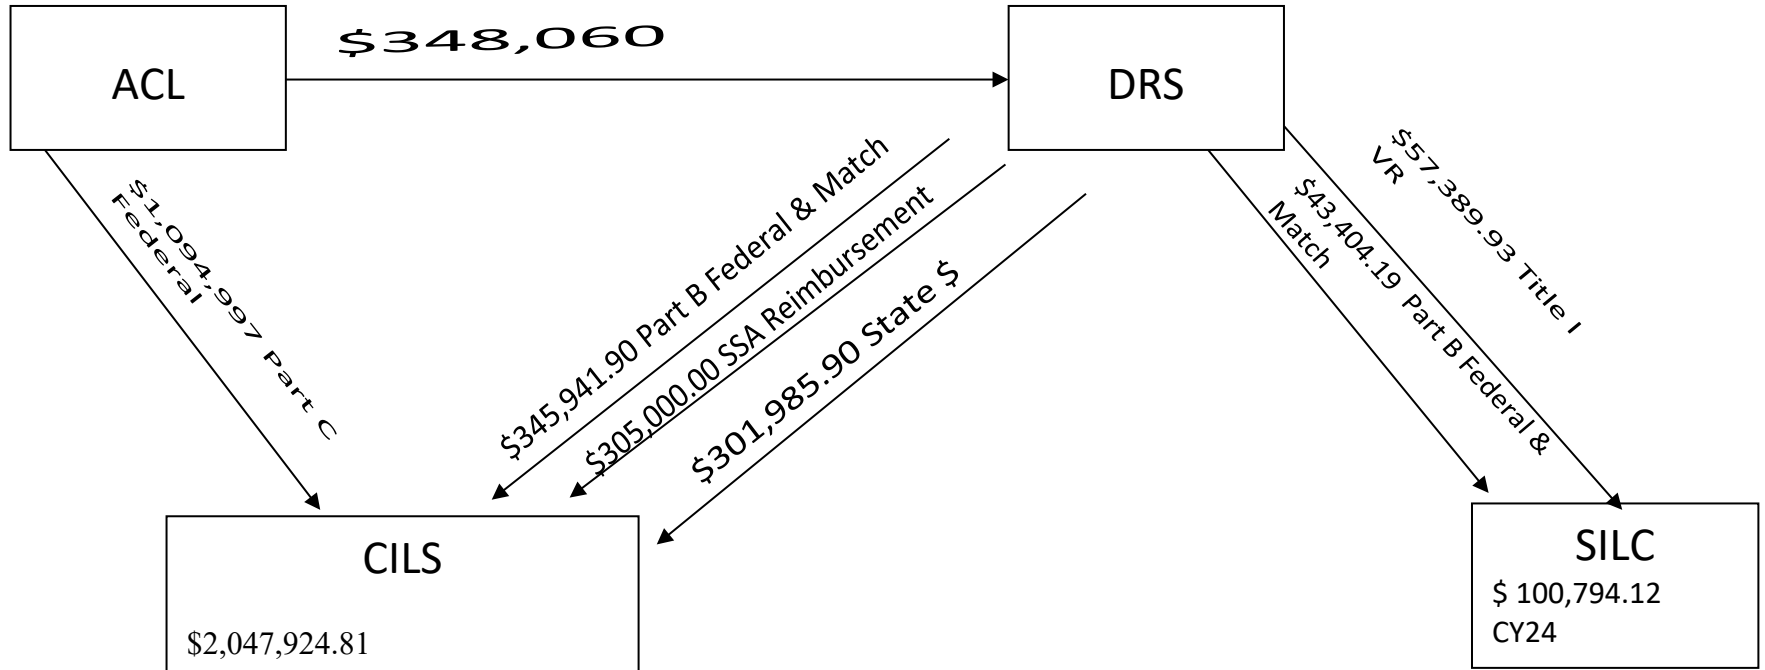 ACL
$348,060
DRS
$1,094,997 Part C
Federal
$345,941.90 Part B Federal & Match
$305,000.00 SSA Reimbursement
$301,985.90 State $
$57,389.93 Title I
VR
$43,404.19 Part B Federal &
Match
CILS
$2,047,924.81
SILC
$ 100,794.12
CY24